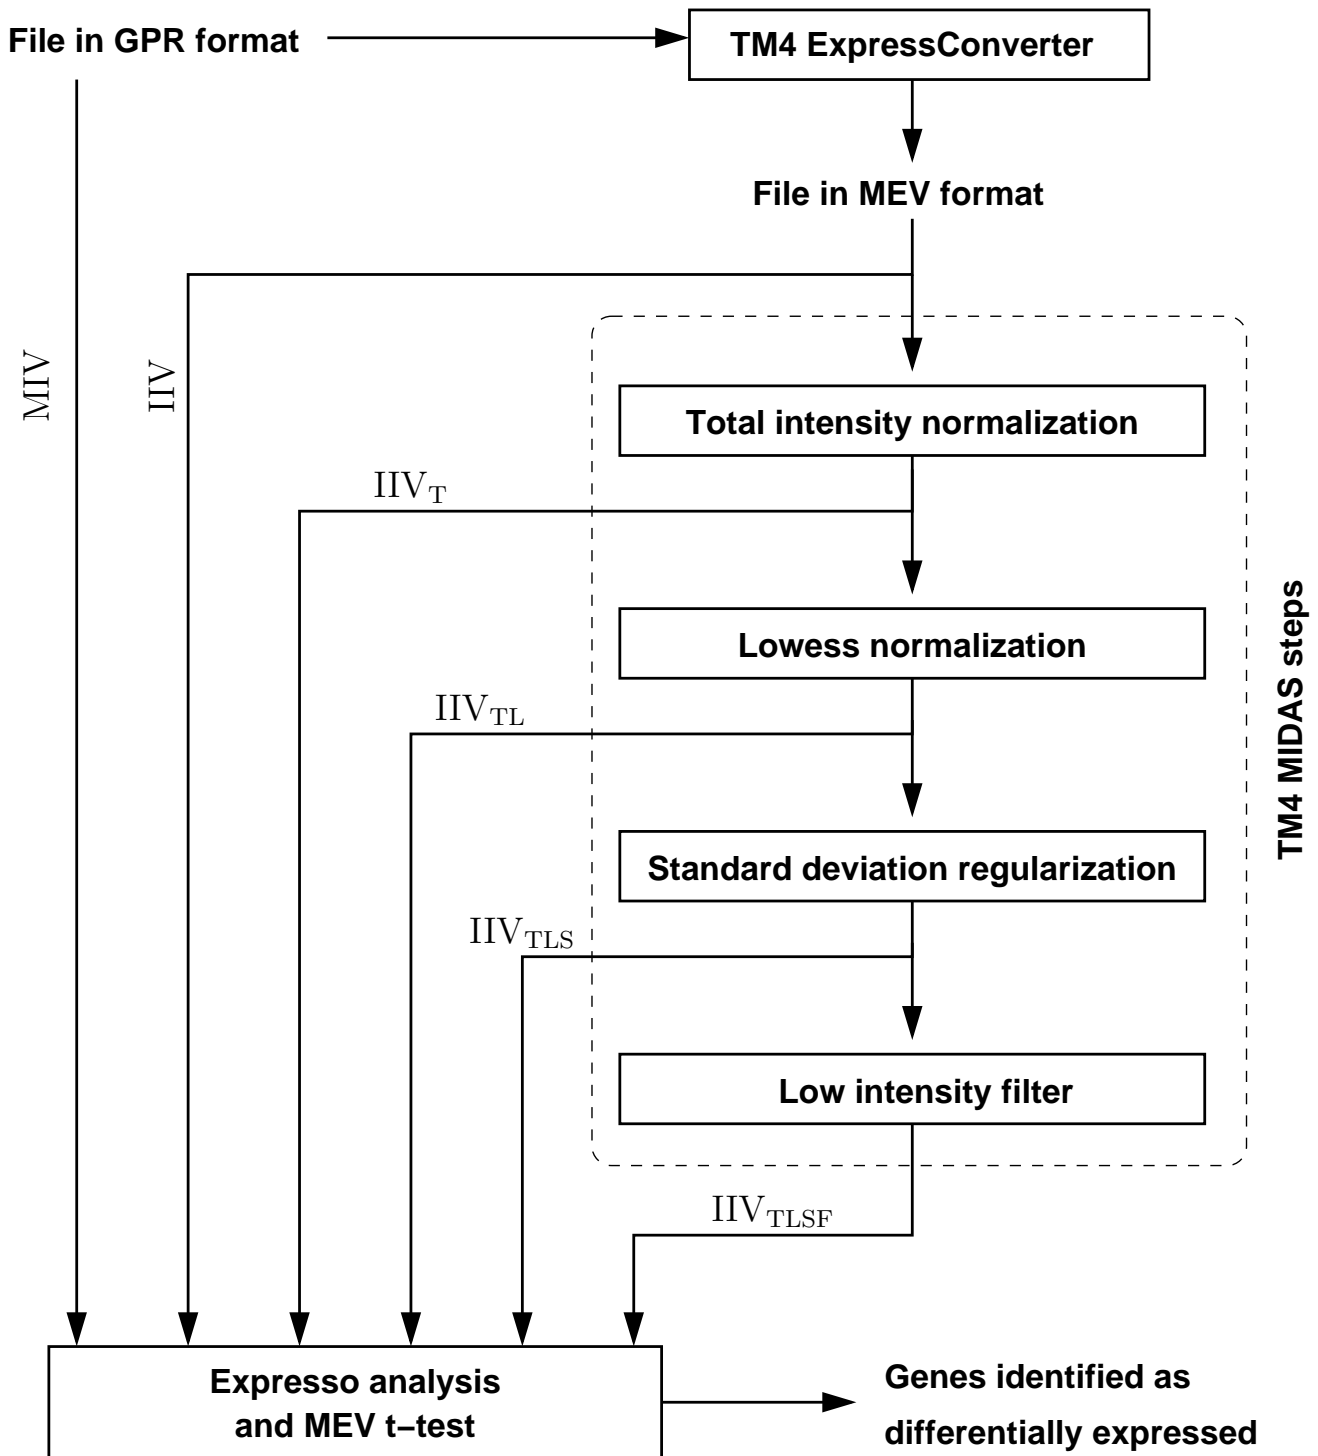 File in GPR format
TM4 ExpressConverter
File in MEV format
MIV
IIV
Total intensity normalization
IIV_T
Lowess normalization
IIV_TL
TM4 MIDAS steps
Standard deviation regularization
IIV_TLS
Low intensity filter
IIV_TLSF
Expresso analysis
and MEV t−test
Genes identified as
differentially expressed